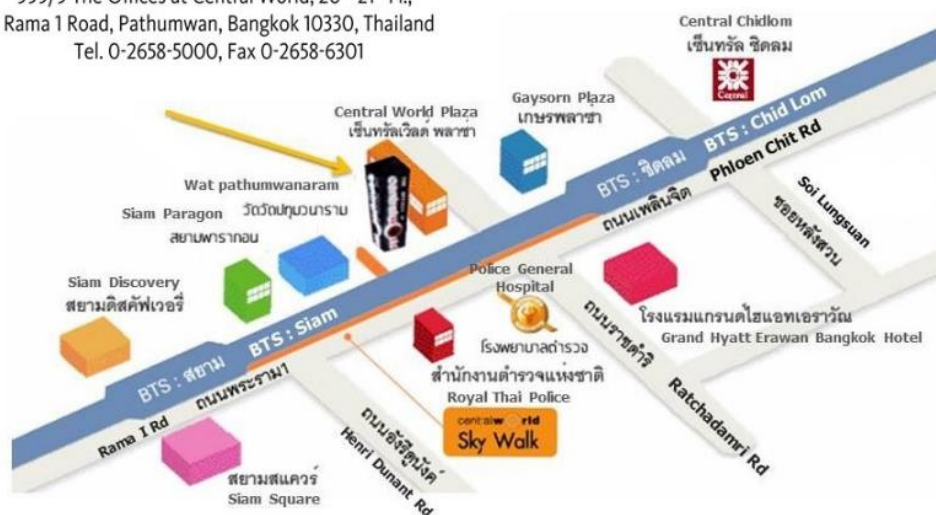 Rama 1 Road, Pathumwan, Bangkok 10330, Thailand
Tel. 0-2658-5000, Fax 0-2658-6301
Central Chidlom
เซ็นทรัล ชิดลม
Central
Central World Plaza
เซ็นทรัลเวิลด์ พลาซ่า
Gaysorn Plaza
เกษรพลาซ่า
BTS : ชิดลม
BTS : Chid Lom
ถนนเพลินจิต
Phloen Chit Rd
Soi Lungsuan
ซอยหลังสวน
Wat pathumwanaram
วัดวัดปทุมวนาราม
Siam Paragon
สยามพารากอน
Siam Discovery
สยามดิสคัฟเวอรี่
Police General
Hospital
โรงพยาบาลตำรวจ
โรงแรมแกรนด์ไฮแอทเอราวัณ
Grand Hyatt Erawan Bangkok Hotel
สำนักงานตำรวจแห่งชาติ
Royal Thai Police
ถนนราชดำริ
Ratchadamri Rd
BTS : สยาม
BTS : Siam
ถนนพระราม1
Rama I Rd
centralworld
Sky Walk
ถนนอังรีดูนังต์
Henri Dunant Rd
สยามสแควร์
Siam Square